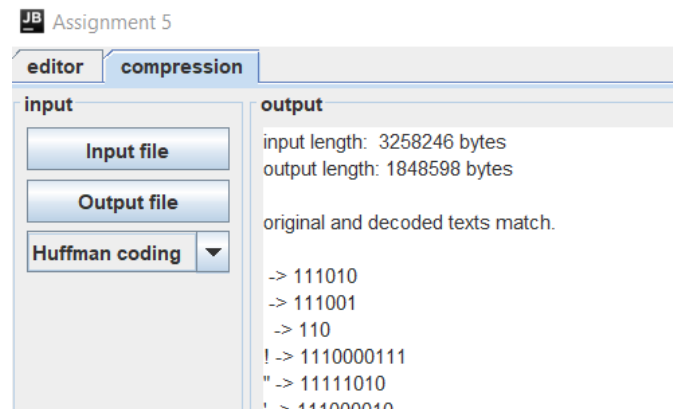 JB Assignment 5
editor compression
input
Input file
Output file
Huffman coding
output
input length:  3258246 bytes
output length: 1848598 bytes
original and decoded texts match.
-> 111010
-> 111001
-> 110
! -> 1110000111
" -> 11111010
' -> 111000010